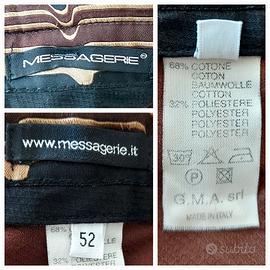 MESSAGERIE®
www.messagerie.it
68%
32%
52
68% COTONE
COTON
BAUMWOLLE
COTTON
32% POLIESTERE
POLYESTER
POLYESTER
POLYESTER
30°
G.M.A. srl
MADE IN ITALY
subito